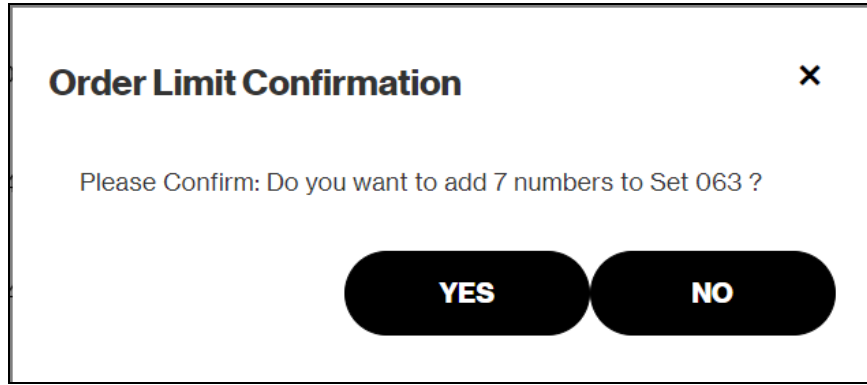 Order Limit Confirmation
Please Confirm: Do you want to add 7 numbers to Set 063 ?
YES NO